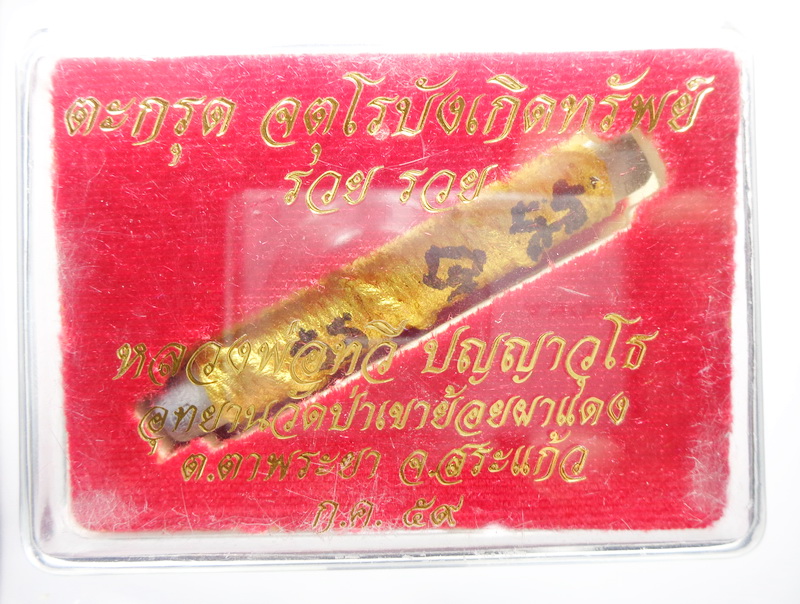 ตะกรุด จตุโรบังเกิดทรัพย์
รวย รวย
หลวงพ่อทวี ปญญาวุโธ
อุทยานวัดป่าเขาย้อยผาแดง
ต.ตาพระยา จ.สระแก้ว
ก.ค. ๕๙